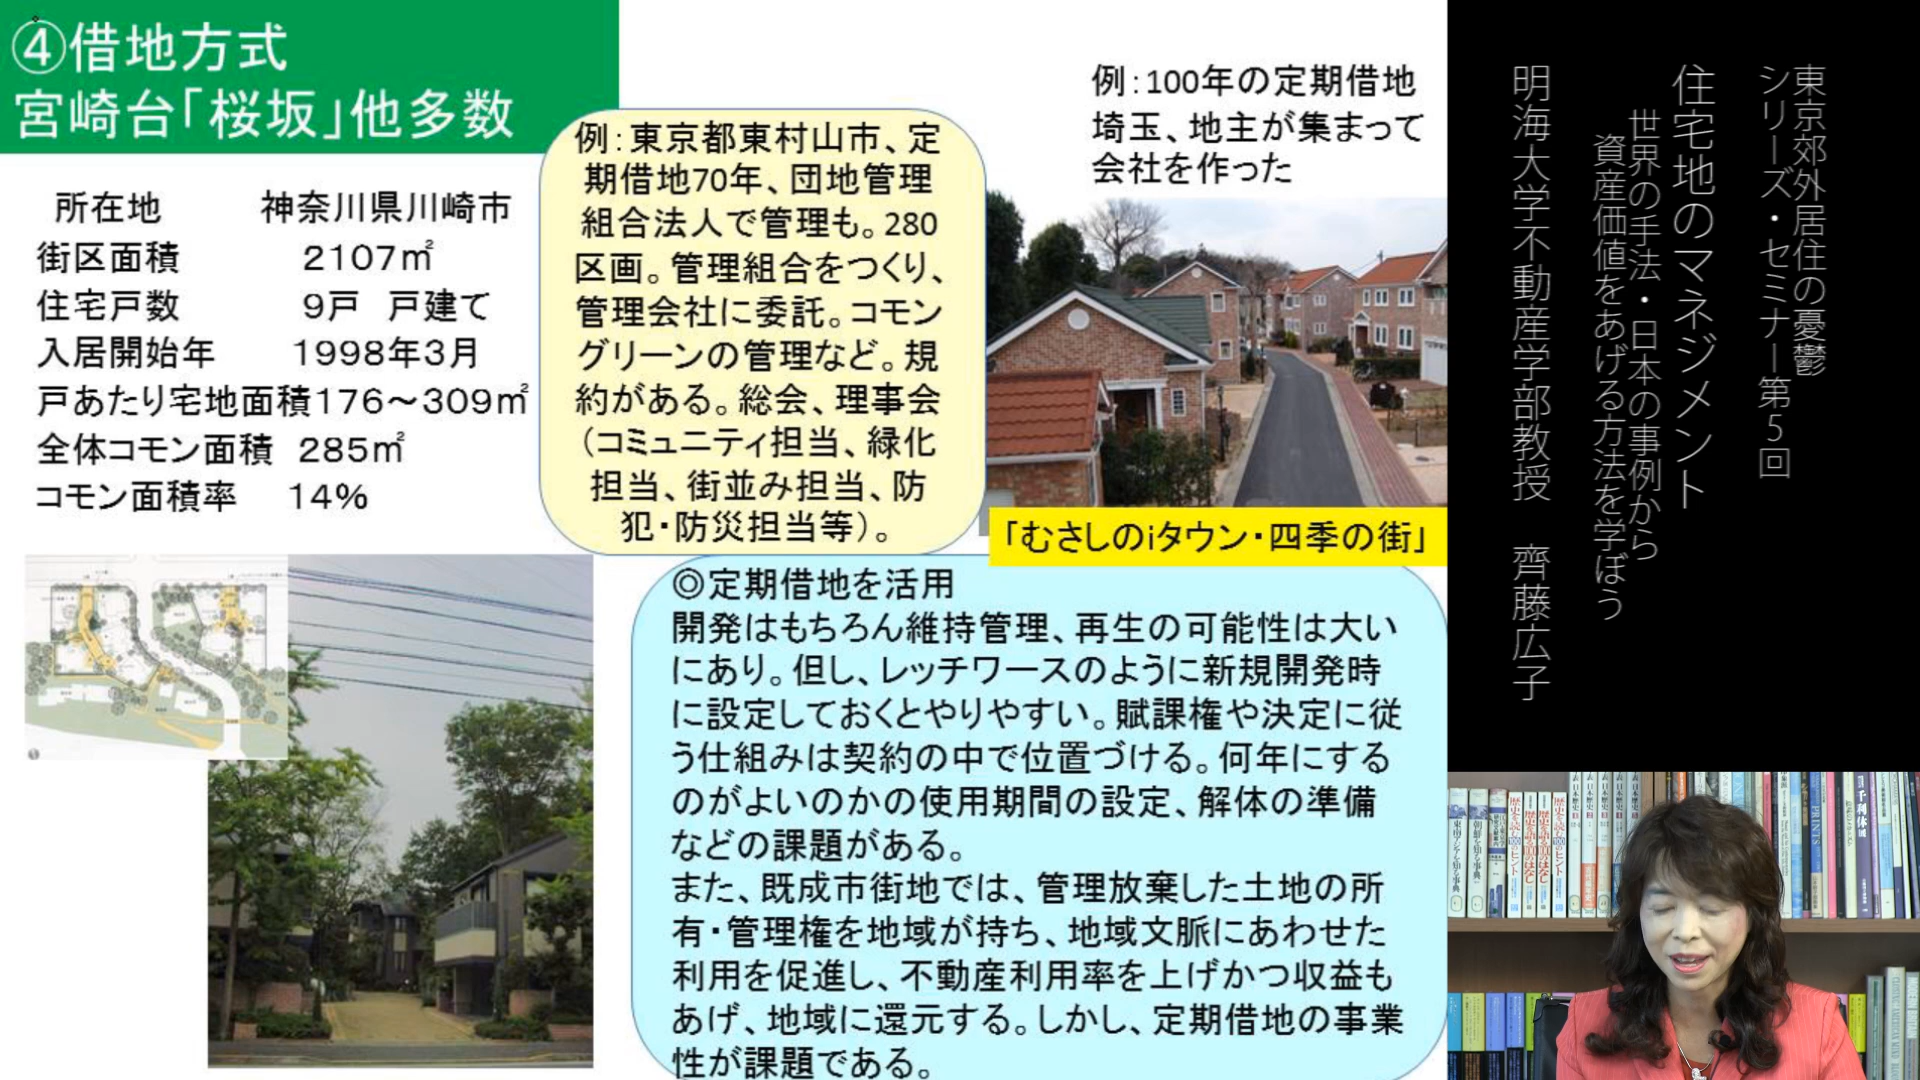 ④借地方式
宮崎台「桜坂」他多数
所在地 神奈川県川崎市
街区面積 2107㎡
住宅戸数 9戸 戸建て
入居開始年 1998年3月
戸あたり宅地面積176～309㎡
全体コモン面積 285㎡
コモン面積率 14%
例：東京都東村山市、定
期借地70年、団地管理
組合法人で管理も。280
区画。管理組合をつくり、
管理会社に委託。コモン
グリーンの管理など。規
約がある。総会、理事会
（コミュニティ担当、緑化
担当、街並み担当、防
犯・防災担当等）。
例：100年の定期借地
埼玉、地主が集まって
会社を作った
「むさしのiタウン・四季の街」
◎定期借地を活用
開発はもちろん維持管理、再生の可能性は大い
にあり。但し、レッチワースのように新規開発時
に設定しておくとやりやすい。賦課権や決定に従
う仕組みは契約の中で位置づける。何年にする
のがよいのかの使用期間の設定、解体の準備
などの課題がある。
また、既成市街地では、管理放棄した土地の所
有・管理権を地域が持ち、地域文脈にあわせた
利用を促進し、不動産利用率を上げかつ収益も
あげ、地域に還元する。しかし、定期借地の事業
性が課題である。
東京郊外居住の憂鬱
シリーズ・セミナー第5回
住宅地のマネジメント
世界の手法・日本の事例から
資産価値をあげる方法を学ぼう
明海大学不動産学部教授 齊藤広子
PRINTS
千利休